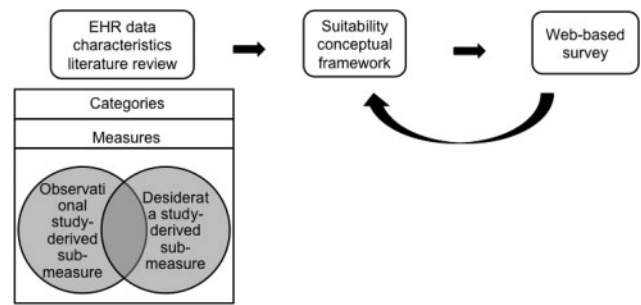 EHR data
characteristics
literature review
Suitability
conceptual
framework
Web-based
survey
Categories
Measures
Observati
onal
study-
derived
sub-
measure
Desiderat
a study-
derived
sub-
measure